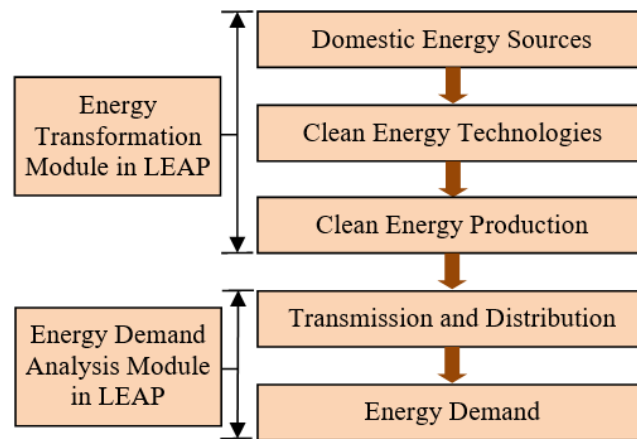 Domestic Energy Sources
Energy
Transformation
Module in LEAP
Clean Energy Technologies
Clean Energy Production
Energy Demand
Analysis Module
in LEAP
Transmission and Distribution
Energy Demand